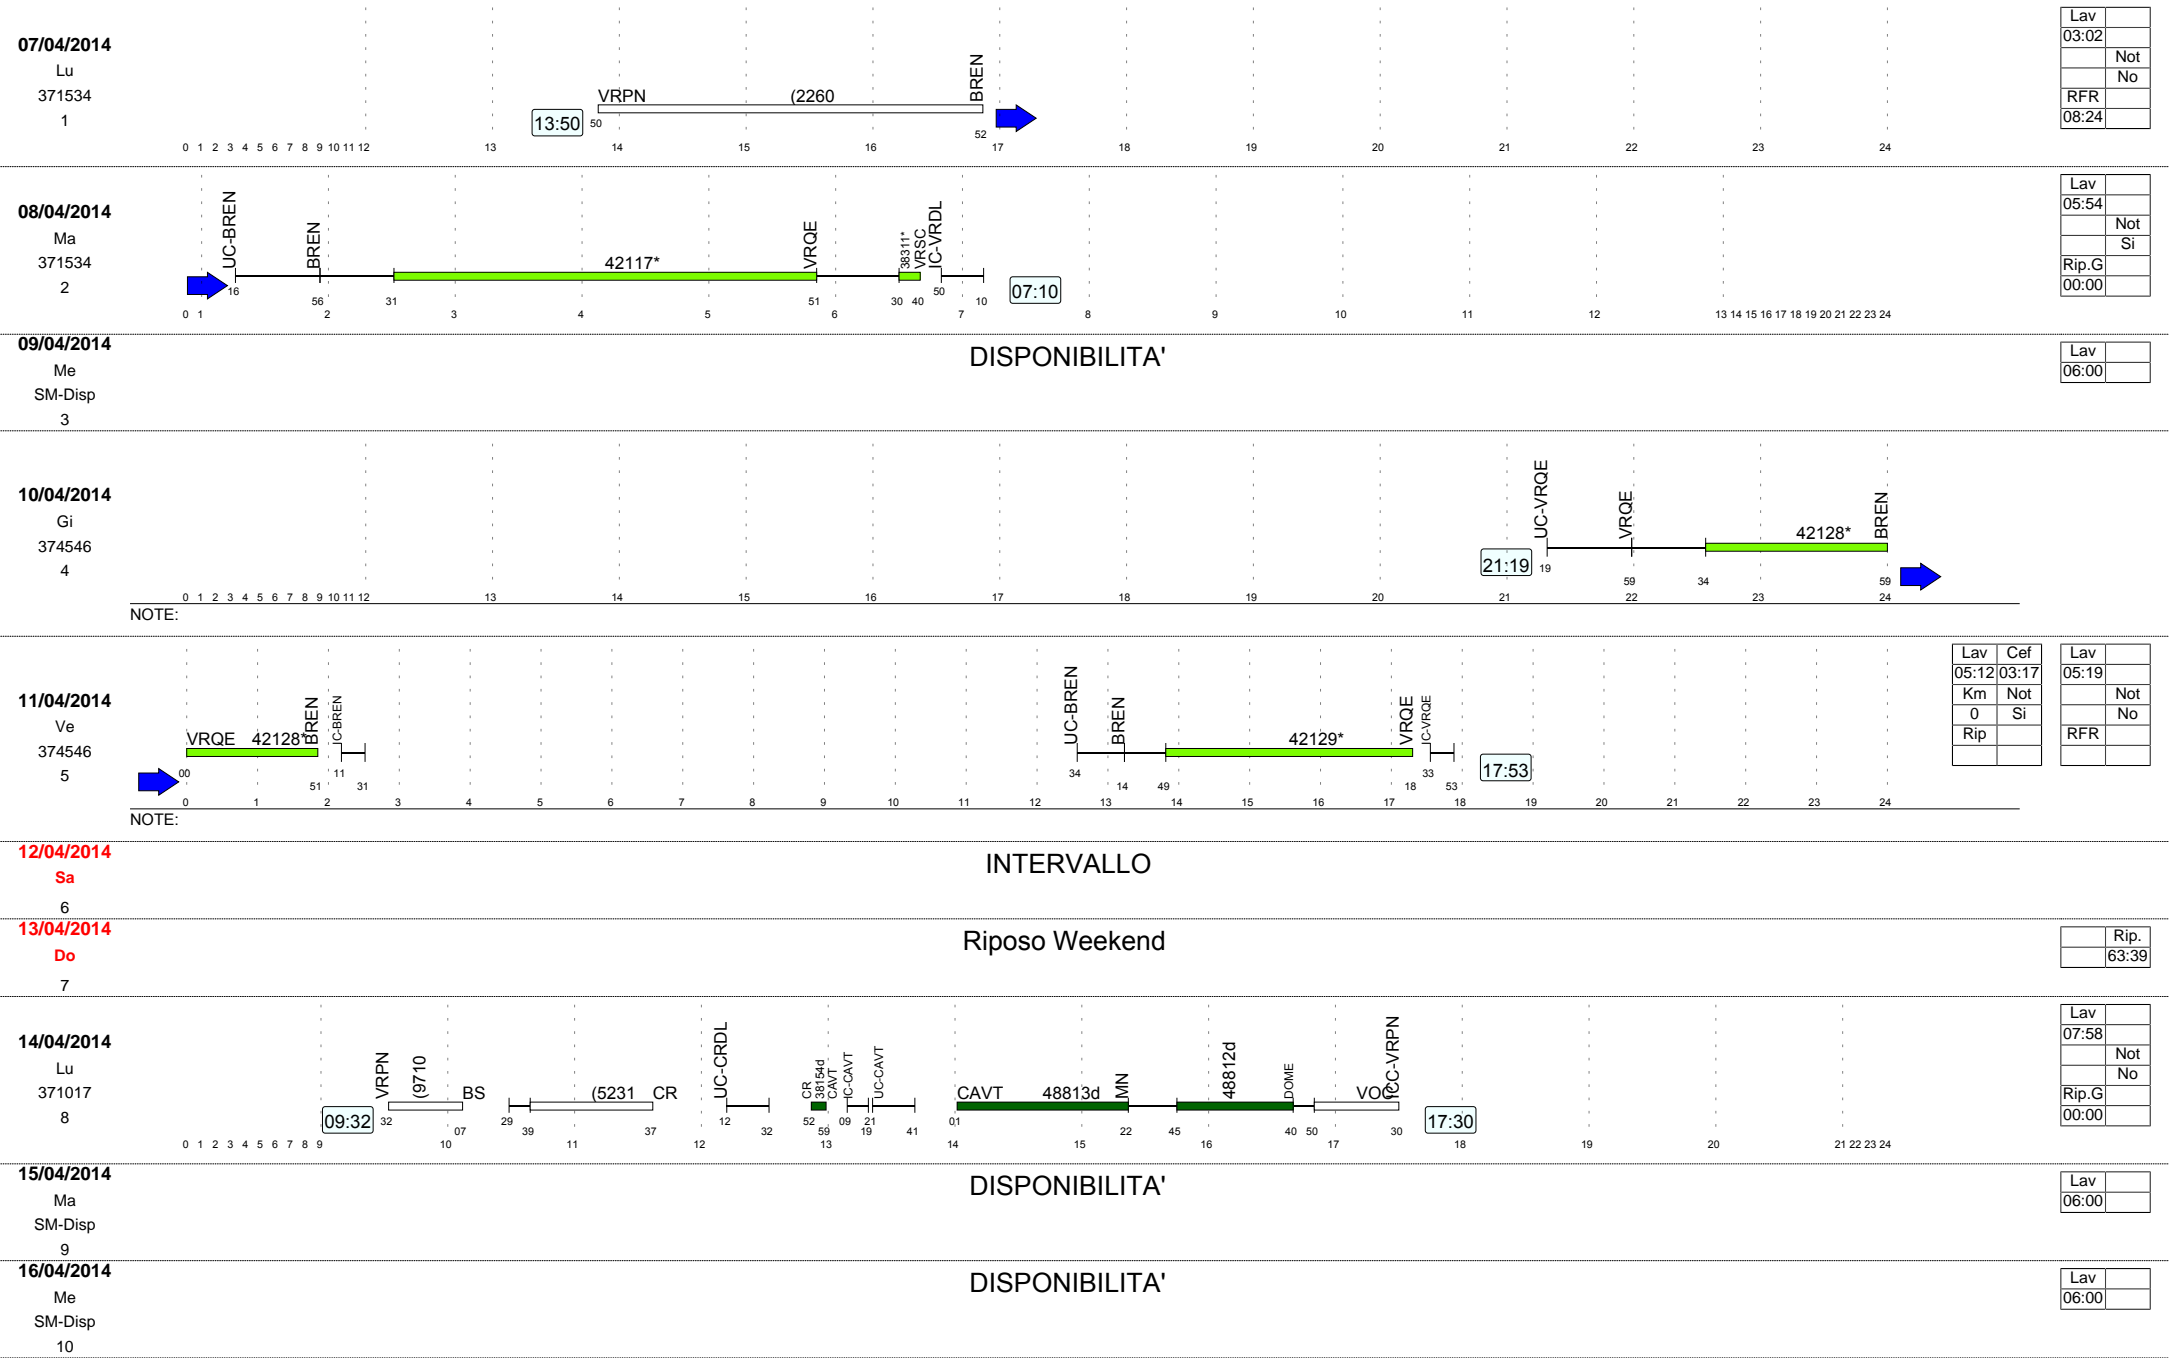 07/04/2014
Lu
371534
1
13:50
VRPN (2260 BREN
50 52
0 1 2 3 4 5 6 7 8 9 10 11 12 13 14 15 16 17 18 19 20 21 22 23 24
Lav
03:02
Not
No
RFR
08:24
08/04/2014
Ma
371534
2
UC-BREN BREN 42117* VRQE 38311* VRSC IC-VRDL
16 56 31 51 30 40 50 10
07:10
0 1 2 3 4 5 6 7 8 9 10 11 12 13 14 15 16 17 18 19 20 21 22 23 24
Lav
05:54
Not
Si
Rip.G
00:00
09/04/2014
Me
SM-Disp
3
DISPONIBILITA'
Lav
06:00
10/04/2014
Gi
374546
4
21:19
UC-VRQE VRQE 42128* BREN
19 59 34 59
0 1 2 3 4 5 6 7 8 9 10 11 12 13 14 15 16 17 18 19 20 21 22 23 24
NOTE:
11/04/2014
Ve
374546
5
VRQE 42128* BREN IC-BREN UC-BREN BREN 42129* VRQE IC-VRQE
00 51 11 31 34 14 49 18 33 53
17:53
0 1 2 3 4 5 6 7 8 9 10 11 12 13 14 15 16 17 18 19 20 21 22 23 24
NOTE:
Lav Cef
05:12 03:17
Km Not
0 Si
Rip
Lav
05:19
Not
No
RFR
12/04/2014
Sa
6
INTERVALLO
13/04/2014
Do
7
Riposo Weekend
Rip.
63:39
14/04/2014
Lu
371017
8
09:32
VRPN (9710 BS (5231 CR UC-CRDL CR 38154d CAVT IC-CAVT UC-CAVT CAVT 48813d MN 48812d DOME VOC ICC-VRPN
32 07 29 39 37 12 32 52 59 09 19 21 41 01 22 45 40 50 30
17:30
0 1 2 3 4 5 6 7 8 9 10 11 12 13 14 15 16 17 18 19 20 21 22 23 24
Lav
07:58
Not
No
Rip.G
00:00
15/04/2014
Ma
SM-Disp
9
DISPONIBILITA'
Lav
06:00
16/04/2014
Me
SM-Disp
10
DISPONIBILITA'
Lav
06:00